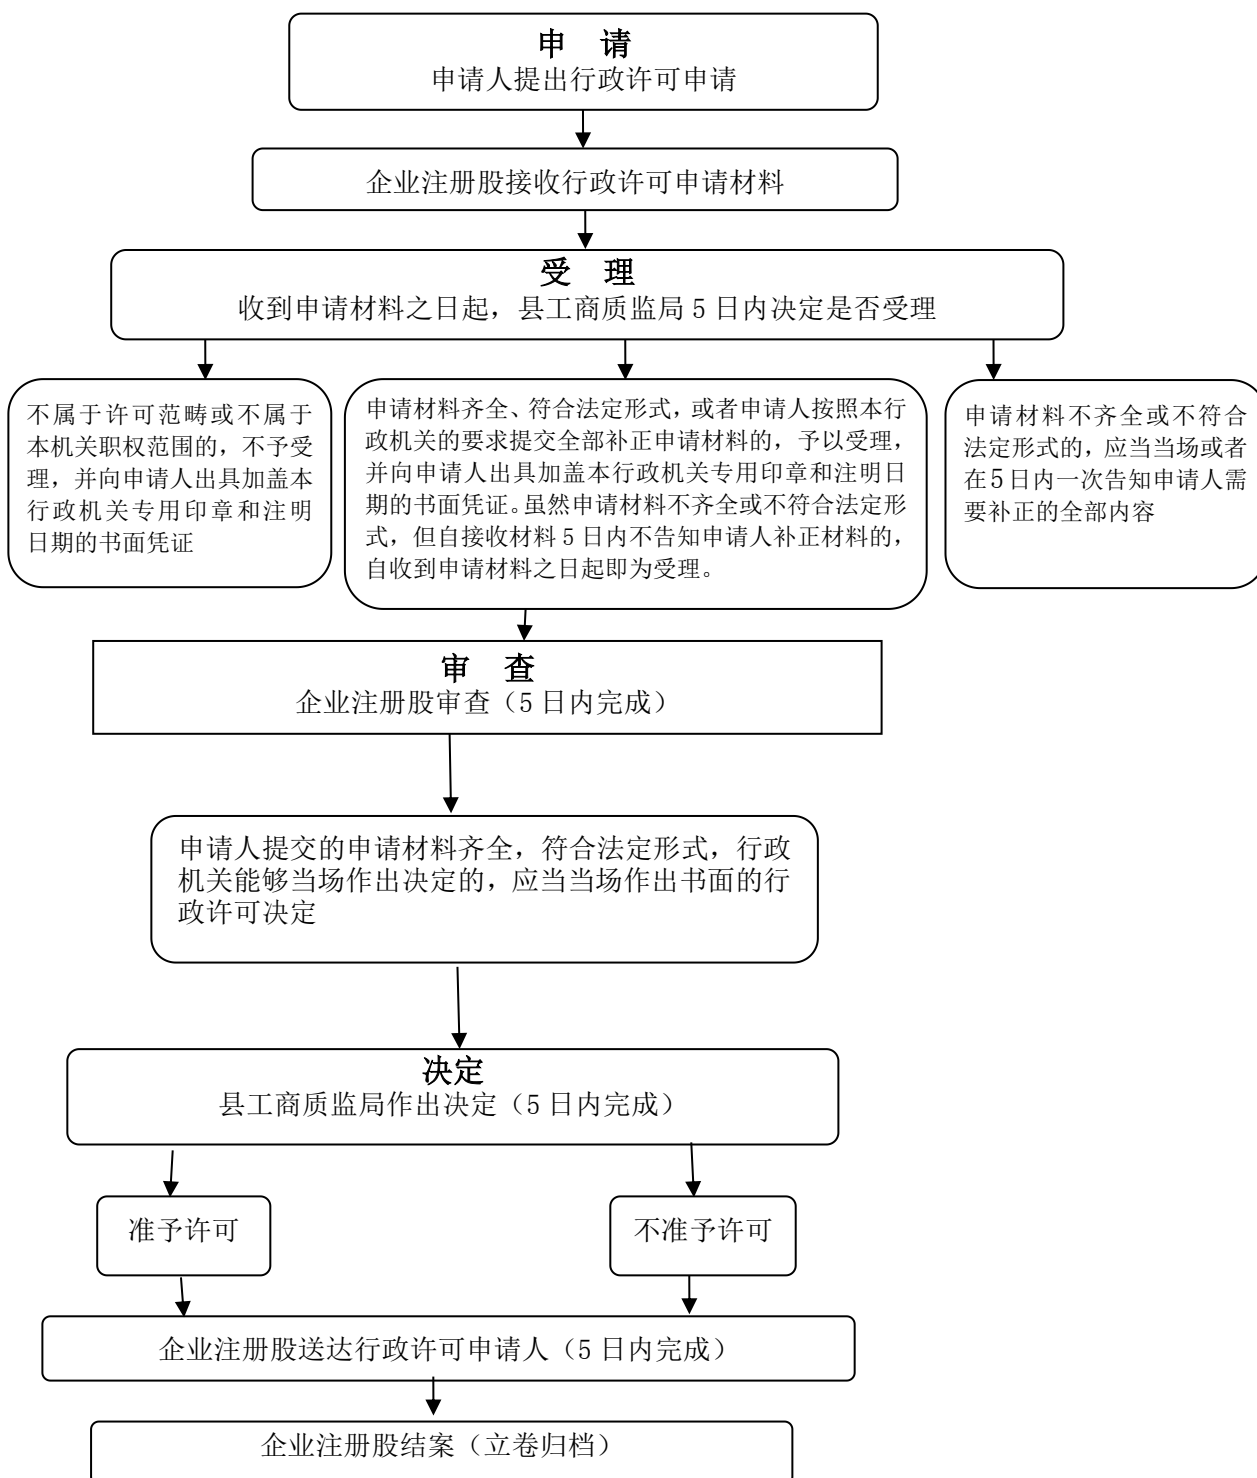 申 请
申请人提出行政许可申请
企业注册股接收行政许可申请材料
受 理
收到申请材料之日起，县工商质监局 5 日内决定是否受理
不属于许可范畴或不属于
本机关职权范围的，不予受
理，并向申请人出具加盖本
行政机关专用印章和注明
日期的书面凭证
申请材料齐全、符合法定形式，或者申请人按照本行
政机关的要求提交全部补正申请材料的，予以受理，
并向申请人出具加盖本行政机关专用印章和注明日
期的书面凭证。虽然申请材料不齐全或不符合法定形
式，但自接收材料 5 日内不告知申请人补正材料的，
自收到申请材料之日起即为受理。
申请材料不齐全或不符合
法定形式的，应当当场或者
在 5 日内一次告知申请人需
要补正的全部内容
审 查
企业注册股审查（5 日内完成）
申请人提交的申请材料齐全，符合法定形式，行政
机关能够当场作出决定的，应当当场作出书面的行
政许可决定
决定
县工商质监局作出决定（5 日内完成）
准予许可
不准予许可
企业注册股送达行政许可申请人（5 日内完成）
企业注册股结案（立卷归档）